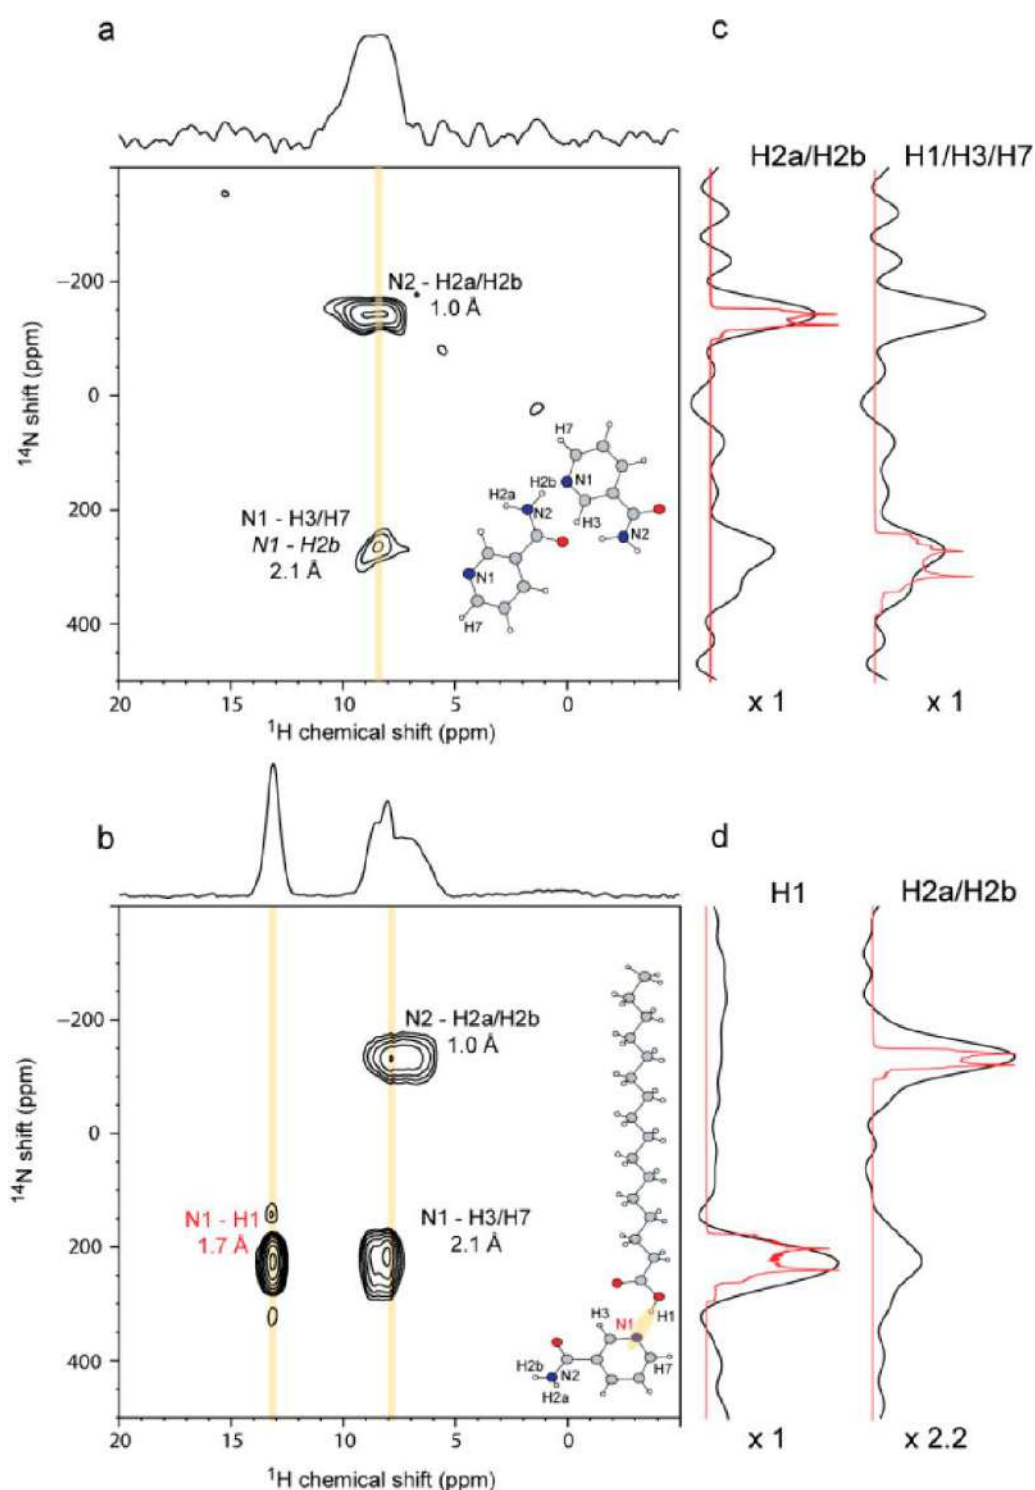 a
c
H2a/H2b
H1/H3/H7
N2 - H2a/H2b
1.0 Å
−200
0
200
400
¹⁴N shift (ppm)
H7
N1
H2b
H2a
N2
H3
N2
N1 - H3/H7
N1 - H2b
2.1 Å
N1
H7
20
15
10
5
0
¹H chemical shift (ppm)
x 1
x 1
b
d
H1
H2a/H2b
N2 - H2a/H2b
1.0 Å
−200
0
200
400
¹⁴N shift (ppm)
N1 - H1
1.7 Å
N1 - H3/H7
2.1 Å
H3
N1
H1
H2b
N2
H7
H2a
20
15
10
5
0
¹H chemical shift (ppm)
x 1
x 2.2